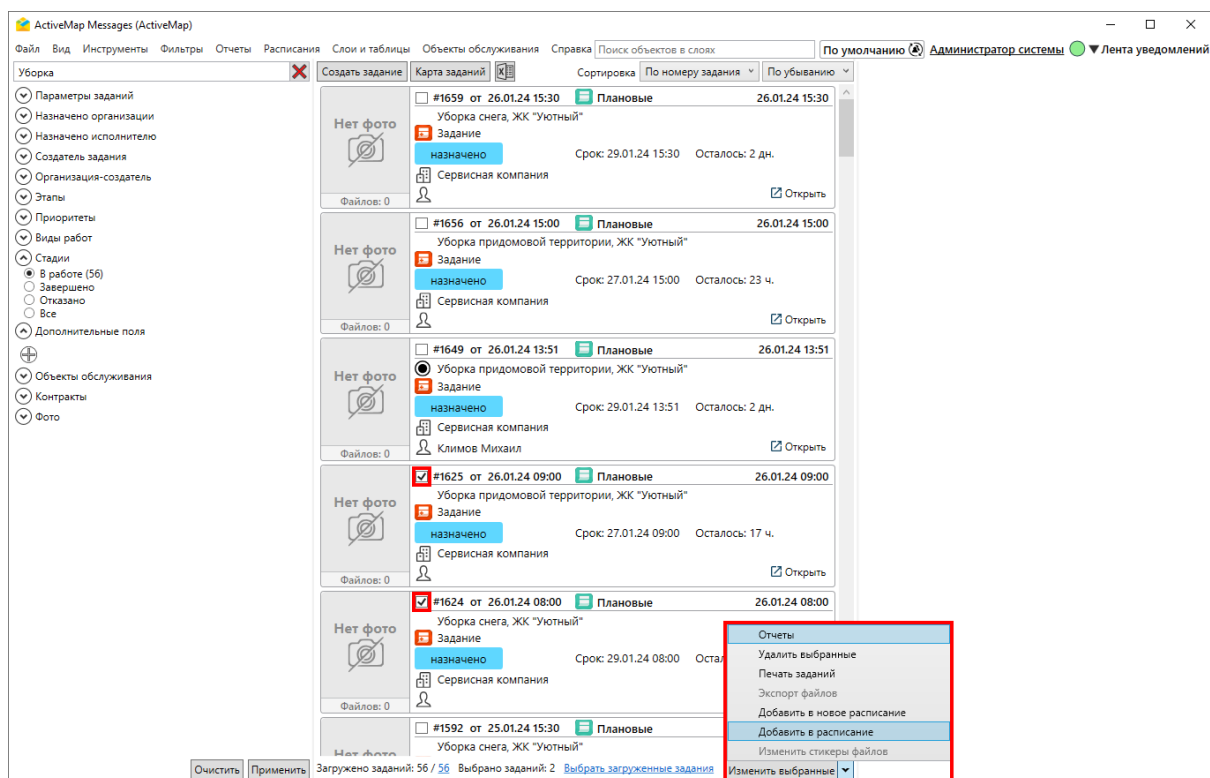 ActiveMap Messages (ActiveMap)
Файл Вид Инструменты Фильтры Отчеты Расписания Слои и таблицы Объекты обслуживания Справка Поиск объектов в слоях По умолчанию Администратор системы Лента уведомлений
Уборка
Создать задание Карта заданий Сортировка По номеру задания По убыванию
Параметры заданий
Назначено организации
Назначено исполнителю
Создатель задания
Организация-создатель
Этапы
Приоритеты
Виды работ
Стадии
В работе (56)
Завершено
Отказано
Все
Дополнительные поля
Объекты обслуживания
Контракты
Фото
Нет фото
Файлов: 0
#1659 от 26.01.24 15:30 Плановые 26.01.24 15:30
Уборка снега, ЖК "Уютный"
Задание
назначено Срок: 29.01.24 15:30 Осталось: 2 дн.
Сервисная компания
Открыть
Нет фото
Файлов: 0
#1656 от 26.01.24 15:00 Плановые 26.01.24 15:00
Уборка придомовой территории, ЖК "Уютный"
Задание
назначено Срок: 27.01.24 15:00 Осталось: 23 ч.
Сервисная компания
Открыть
Нет фото
Файлов: 0
#1649 от 26.01.24 13:51 Плановые 26.01.24 13:51
Уборка придомовой территории, ЖК "Уютный"
Задание
назначено Срок: 29.01.24 13:51 Осталось: 2 дн.
Сервисная компания
Климов Михаил Открыть
Нет фото
Файлов: 0
#1625 от 26.01.24 09:00 Плановые 26.01.24 09:00
Уборка придомовой территории, ЖК "Уютный"
Задание
назначено Срок: 27.01.24 09:00 Осталось: 17 ч.
Сервисная компания
Открыть
Нет фото
Файлов: 0
#1624 от 26.01.24 08:00 Плановые 26.01.24 08:00
Уборка снега, ЖК "Уютный"
Задание
назначено Срок: 29.01.24 08:00 Остал
Сервисная компания
Нет фото
#1592 от 25.01.24 15:30 Плановые
Уборка снега, ЖК "Уютный"
Отчеты
Удалить выбранные
Печать заданий
Экспорт файлов
Добавить в новое расписание
Добавить в расписание
Изменить стикеры файлов
Очистить Применить Загружено заданий: 56 / 56 Выбрано заданий: 2 Выбрать загруженные задания Изменить выбранные